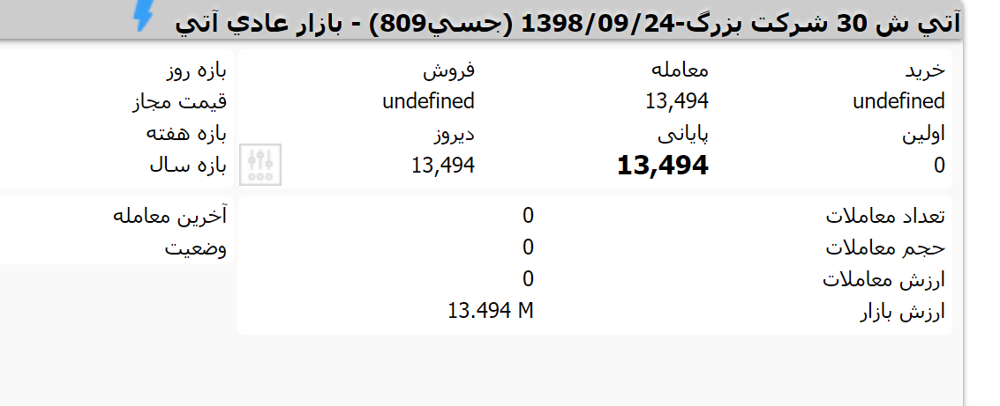 آتي ش 30 شركت بزرگ-1398/09/24 (جسي809) - بازار عادي آتي
خرید معامله فروش
undefined 13,494 undefined
اولین پایانی دیروز
0 13,494 13,494
تعداد معاملات 0
حجم معاملات 0
ارزش معاملات 0
ارزش بازار 13.494 M
بازه روز
قیمت مجاز
بازه هفته
بازه سال
آخرین معامله
وضعیت